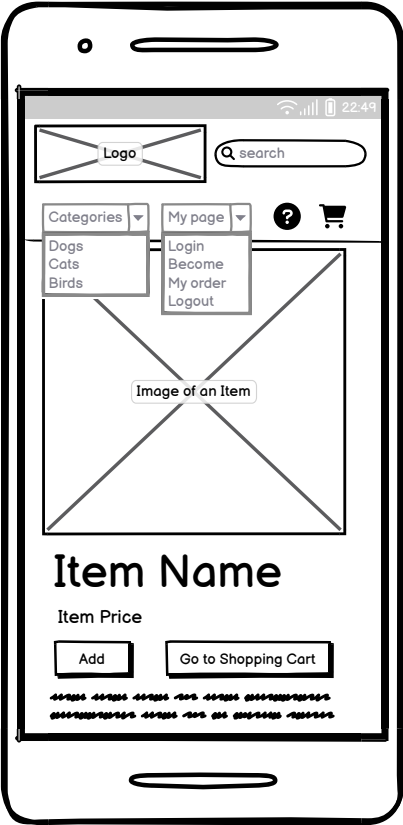 22:49
Logo
search
Categories
My page
Dogs
Cats
Birds
Login
Become
My order
Logout
Image of an Item
Item Name
Item Price
Add
Go to Shopping Cart